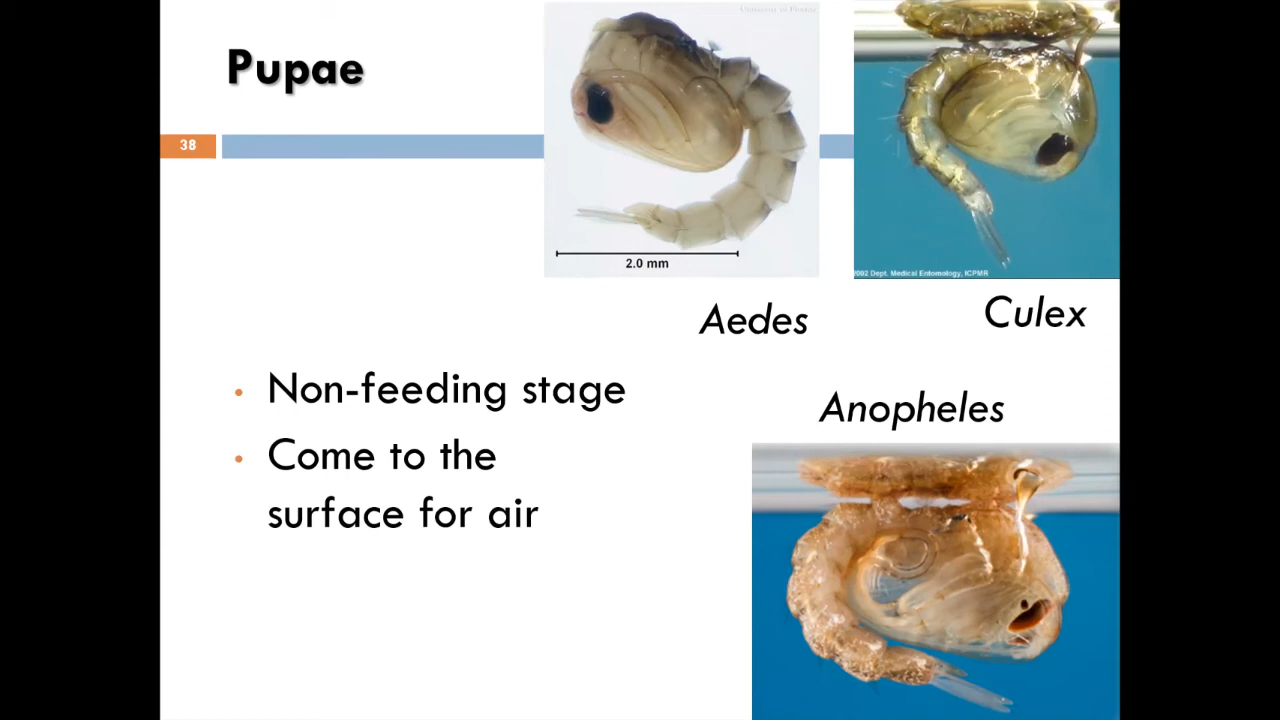 Pupae
38
2.0 mm
2002 Dept. Medical Entomology, ICPMR
Aedes
Culex
Anopheles
• Non-feeding stage
• Come to the
surface for air